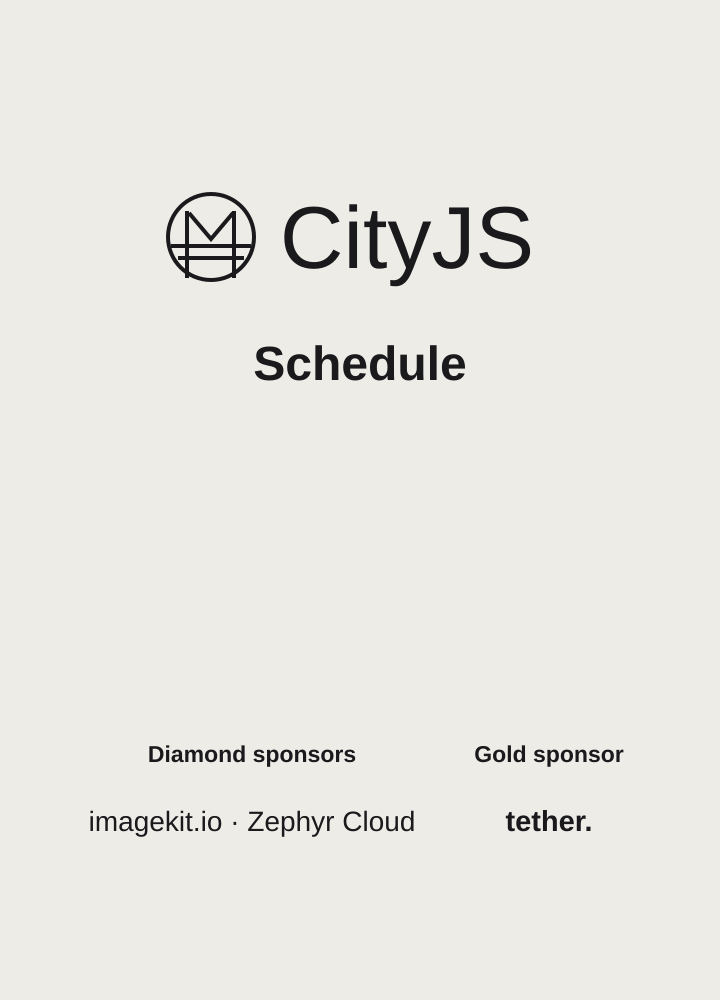 CityJS
Schedule
Diamond sponsors
Gold sponsor
imagekit.io · Zephyr Cloud
tether.